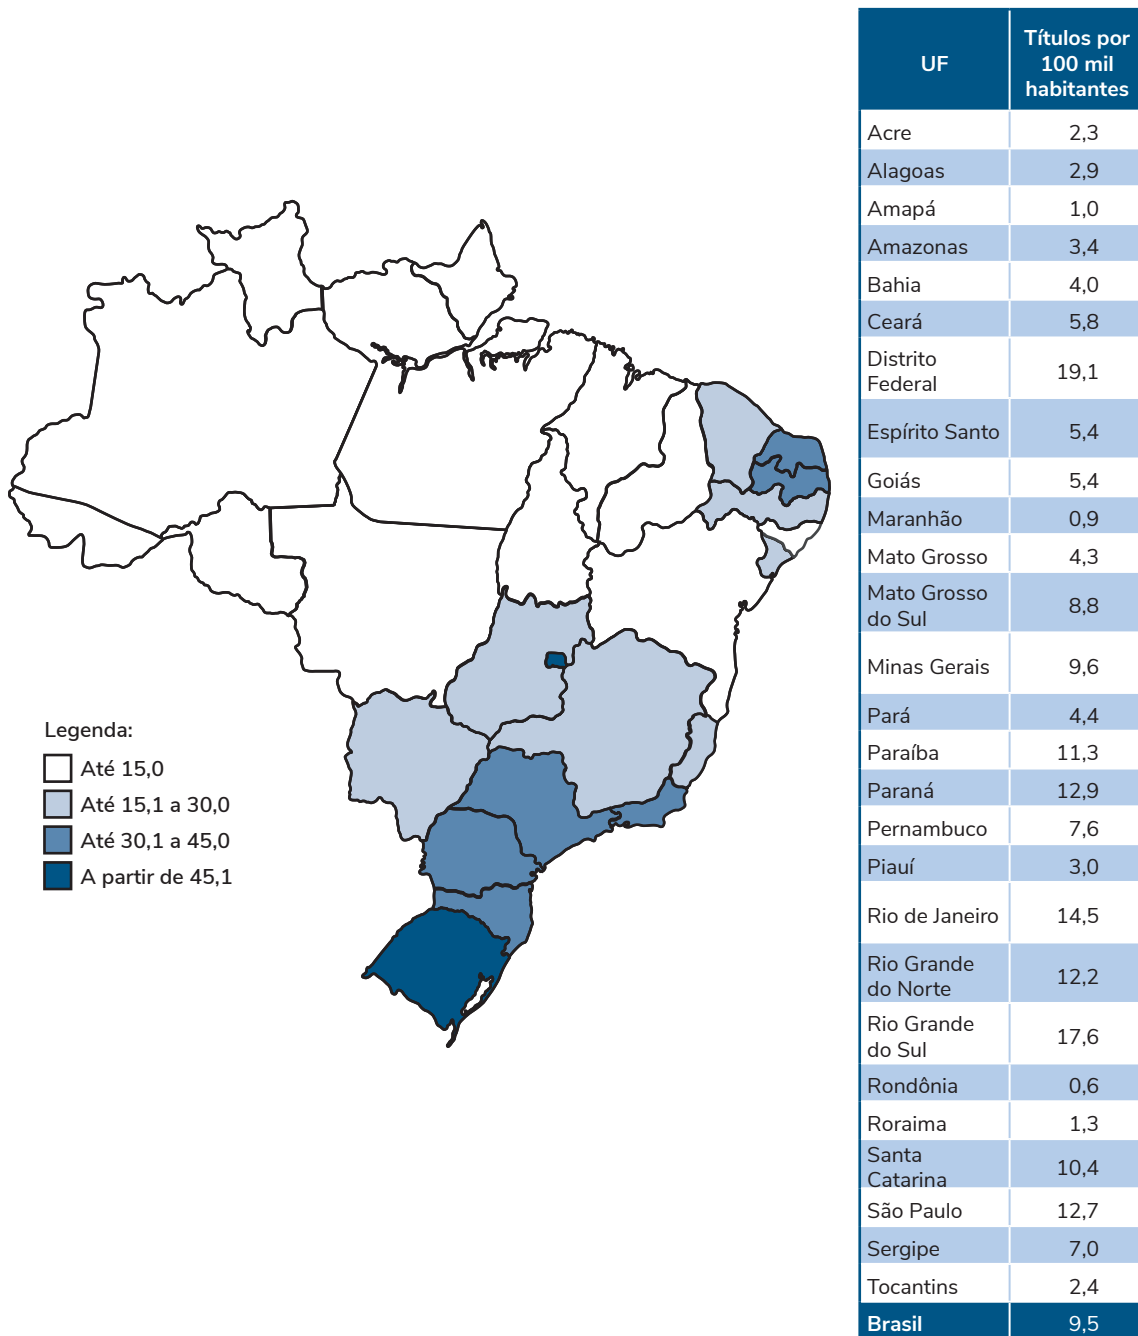 UF
Títulos por
100 mil
habitantes
Acre 2,3
Alagoas 2,9
Amapá 1,0
Amazonas 3,4
Bahia 4,0
Ceará 5,8
Distrito
Federal 19,1
Espírito Santo 5,4
Goiás 5,4
Maranhão 0,9
Mato Grosso 4,3
Mato Grosso
do Sul 8,8
Minas Gerais 9,6
Pará 4,4
Paraíba 11,3
Paraná 12,9
Pernambuco 7,6
Piauí 3,0
Rio de Janeiro 14,5
Rio Grande
do Norte 12,2
Rio Grande
do Sul 17,6
Rondônia 0,6
Roraima 1,3
Santa
Catarina 10,4
São Paulo 12,7
Sergipe 7,0
Tocantins 2,4
Brasil 9,5
Legenda:
Até 15,0
Até 15,1 a 30,0
Até 30,1 a 45,0
A partir de 45,1